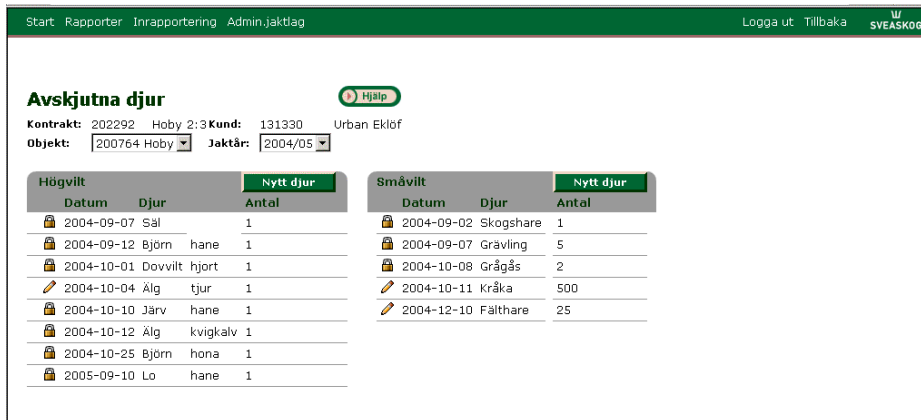 Start Rapporter Inrapportering Admin.jaktlag Logga ut Tillbaka SVEASKOG
Avskjutna djur Hjälp
Kontrakt: 202292 Hoby 2:3 Kund: 131330 Urban Eklöf
Objekt: 200764 Hoby Jaktår: 2004/05
Högvilt Nytt djur
Datum Djur Antal
2004-09-07 Säl 1
2004-09-12 Björn hane 1
2004-10-01 Dovvilt hjort 1
2004-10-04 Älg tjur 1
2004-10-10 Järv hane 1
2004-10-12 Älg kvigkalv 1
2004-10-25 Björn hona 1
2005-09-10 Lo hane 1
Småvilt Nytt djur
Datum Djur Antal
2004-09-02 Skogshare 1
2004-09-07 Grävling 5
2004-10-08 Grågås 2
2004-10-11 Kråka 500
2004-12-10 Fälthare 25